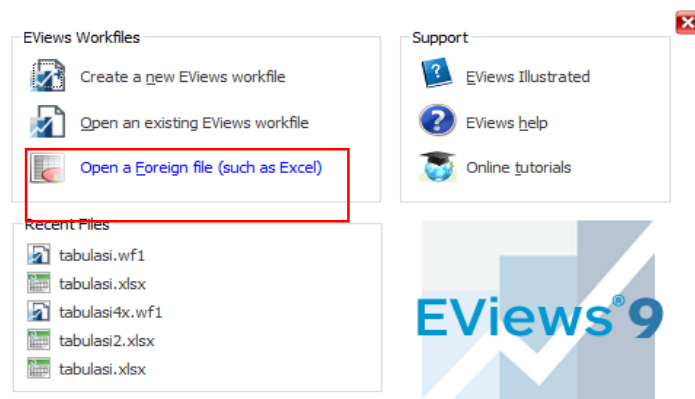 EViews Workfiles
Create a new EViews workfile
Open an existing EViews workfile
Open a Foreign file (such as Excel)
Recent Files
tabulasi.wf1
tabulasi.xlsx
tabulasi4x.wf1
tabulasi2.xlsx
tabulasi.xlsx
Support
EViews Illustrated
EViews help
Online tutorials
EViews®9